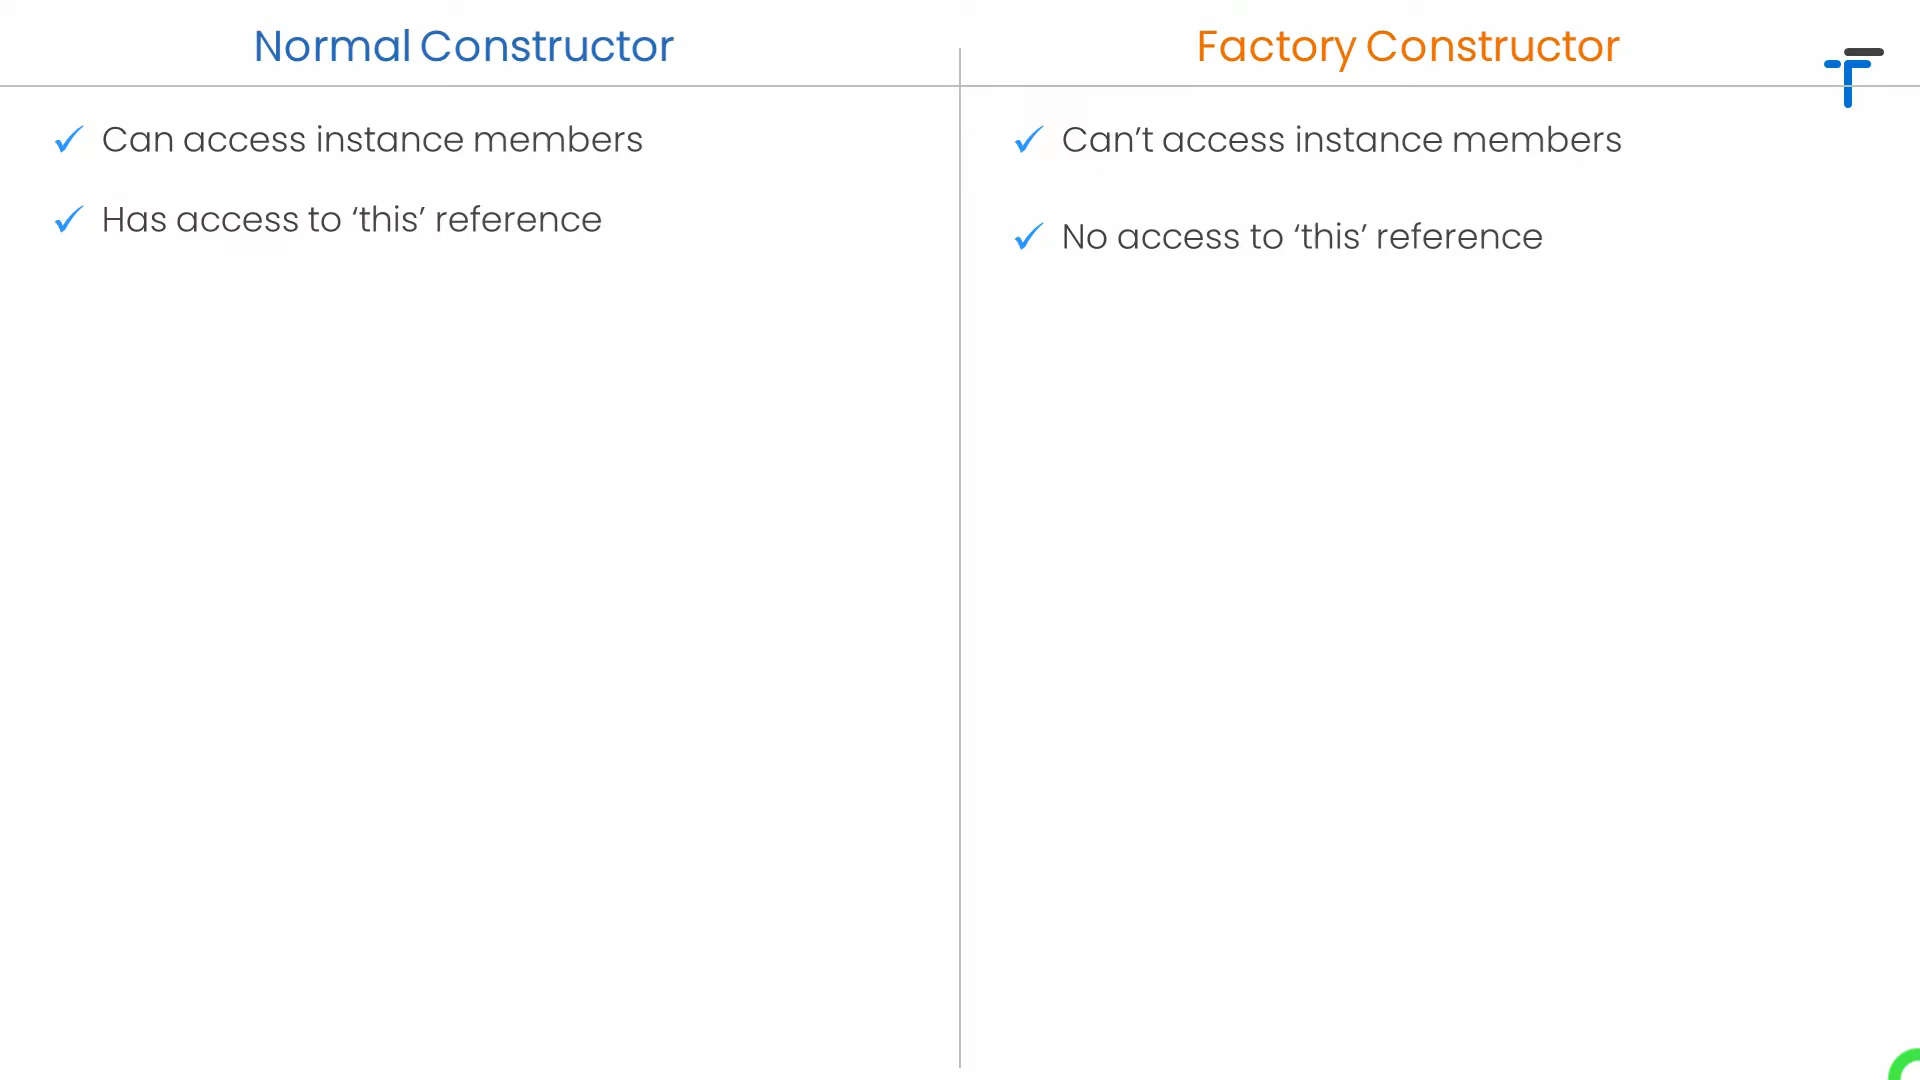 Normal Constructor
Can access instance members
Has access to ‘this’ reference
Factory Constructor
Can’t access instance members
No access to ‘this’ reference